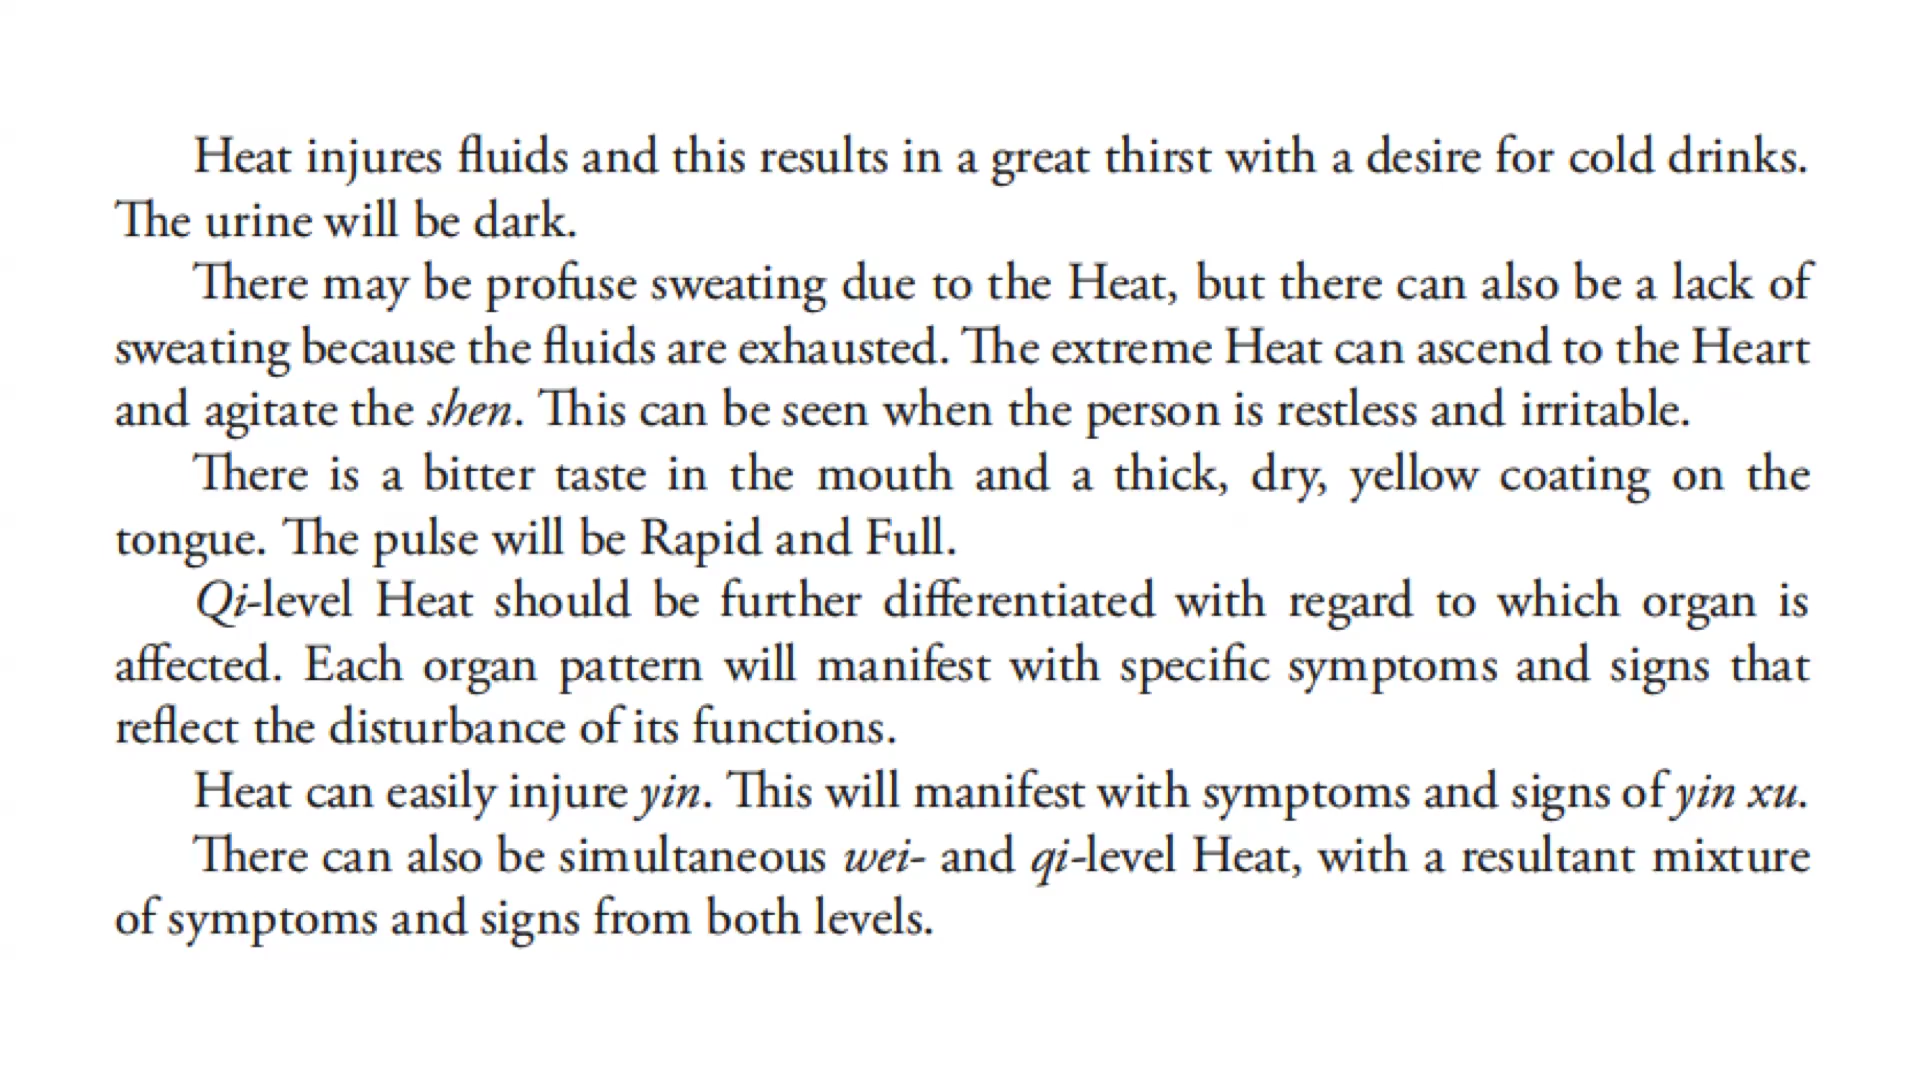 Heat injures fluids and this results in a great thirst with a desire for cold drinks.
The urine will be dark.
There may be profuse sweating due to the Heat, but there can also be a lack of
sweating because the fluids are exhausted. The extreme Heat can ascend to the Heart
and agitate the shen. This can be seen when the person is restless and irritable.
There is a bitter taste in the mouth and a thick, dry, yellow coating on the
tongue. The pulse will be Rapid and Full.
Qi-level Heat should be further differentiated with regard to which organ is
affected. Each organ pattern will manifest with specific symptoms and signs that
reflect the disturbance of its functions.
Heat can easily injure yin. This will manifest with symptoms and signs of yin xu.
There can also be simultaneous wei- and qi-level Heat, with a resultant mixture
of symptoms and signs from both levels.